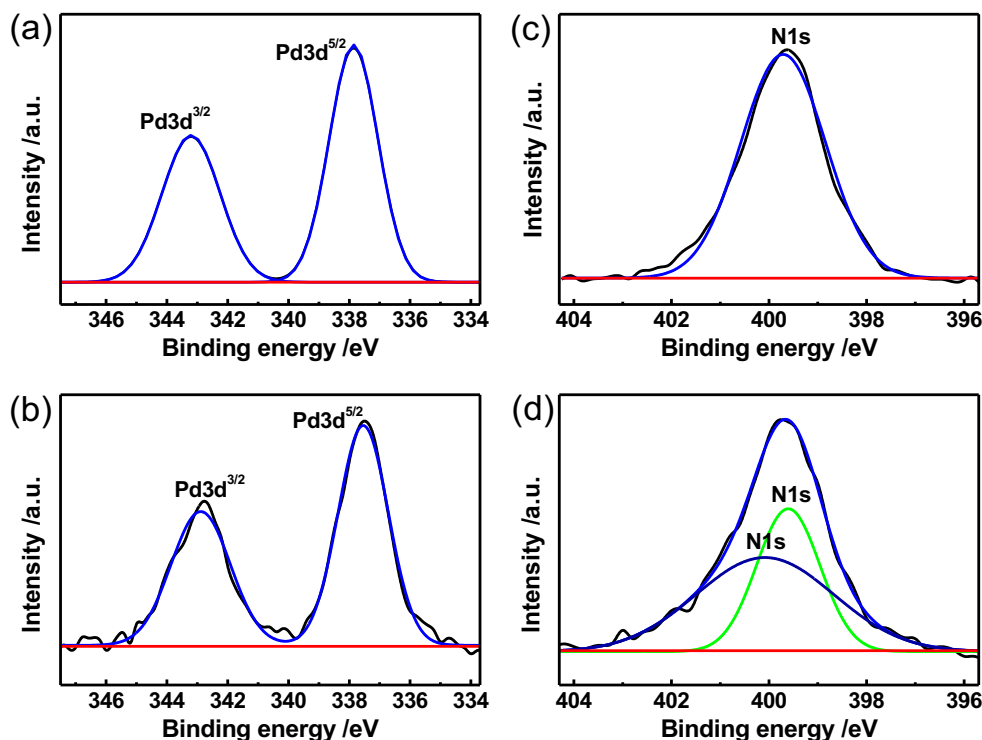 (a)
Pd3d3/2
Pd3d5/2
Intensity /a.u.
346 344 342 340 338 336 334
Binding energy /eV
(c)
N1s
Intensity /a.u.
404 402 400 398 396
Binding energy /eV
(b)
Pd3d3/2
Pd3d5/2
Intensity /a.u.
346 344 342 340 338 336 334
Binding energy /eV
(d)
N1s
N1s
Intensity /a.u.
404 402 400 398 396
Binding energy /eV